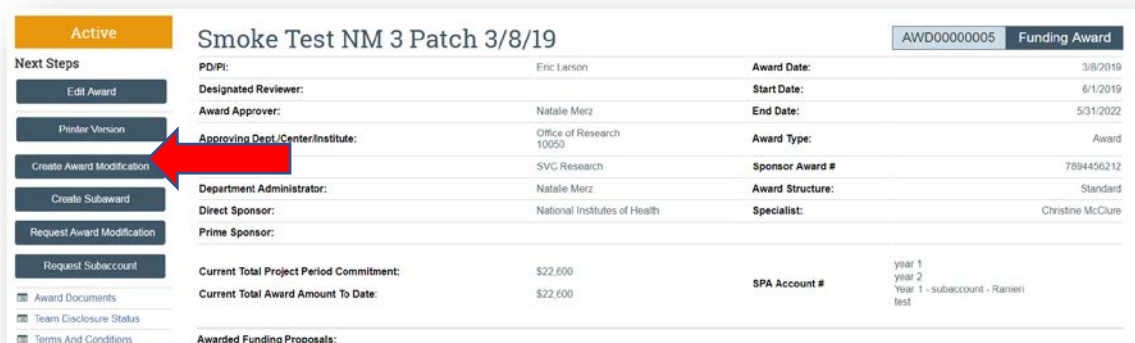 Active
Smoke Test NM 3 Patch 3/8/19
AWD00000005 Funding Award
Next Steps
Edit Award
Printer Version
Create Award Modification
Create Subaward
Request Award Modification
Request Subaccount
Award Documents
Team Disclosure Status
Terms And Conditions
PD/PI: Eric Larson Award Date: 3/8/2019
Designated Reviewer: Start Date: 6/1/2019
Award Approver: Natalie Merz End Date: 5/31/2022
Approving Dept./Center/Institute: Office of Research Award Type: Award
10050
SVC Research Sponsor Award # 7894456212
Department Administrator: Natalie Merz Award Structure: Standard
Direct Sponsor: National Institutes of Health Specialist: Christine McClure
Prime Sponsor:
Current Total Project Period Commitment: $22,600
Current Total Award Amount To Date: $22,600
SPA Account #
year 1
year 2
Year 1 - subaccount - Ranieri
test
Awarded Funding Proposals: